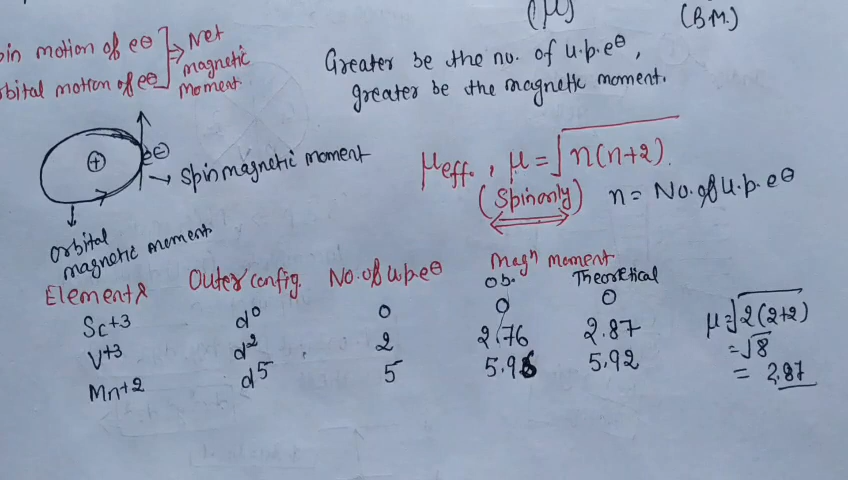 (μ) (B.M.)
pin motion of e⊖
rbital motion of e⊖
Net
magnetic
moment
Greater be the no. of u.p.e⊖,
greater be the magnetic moment.
⊕ e⊖
Spin magnetic moment
Orbital
magnetic moment
μeff., μ = √n(n+2).
(Spin only) n = No. of u.p.e⊖
Elements Outer config. No. of u.p.e⊖ Magⁿ moment
ob. Theoretical
Sc+3 d⁰ 0 0 0
V+3 d² 2 2.76 2.87
Mn+2 d⁵ 5 5.96 5.92
μ=√2(2+2)
=√8
= 2.87